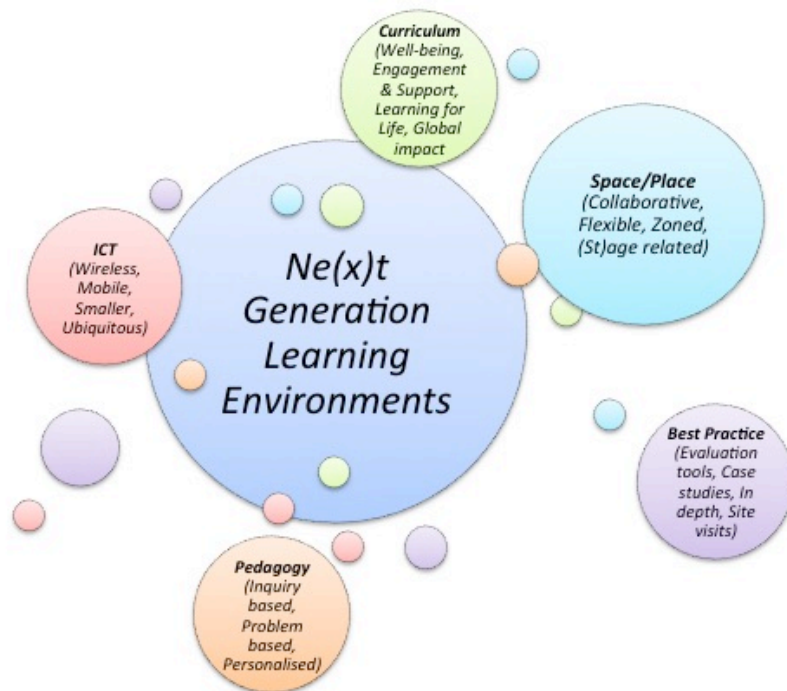 Curriculum
(Well-being,
Engagement
& Support,
Learning for
Life, Global
impact
Space/Place
(Collaborative,
Flexible, Zoned,
(St)age related)
ICT
(Wireless,
Mobile,
Smaller,
Ubiquitous)
Ne(x)t
Generation
Learning
Environments
Best Practice
(Evaluation
tools, Case
studies, In
depth, Site
visits)
Pedagogy
(Inquiry
based,
Problem
based,
Personalised)